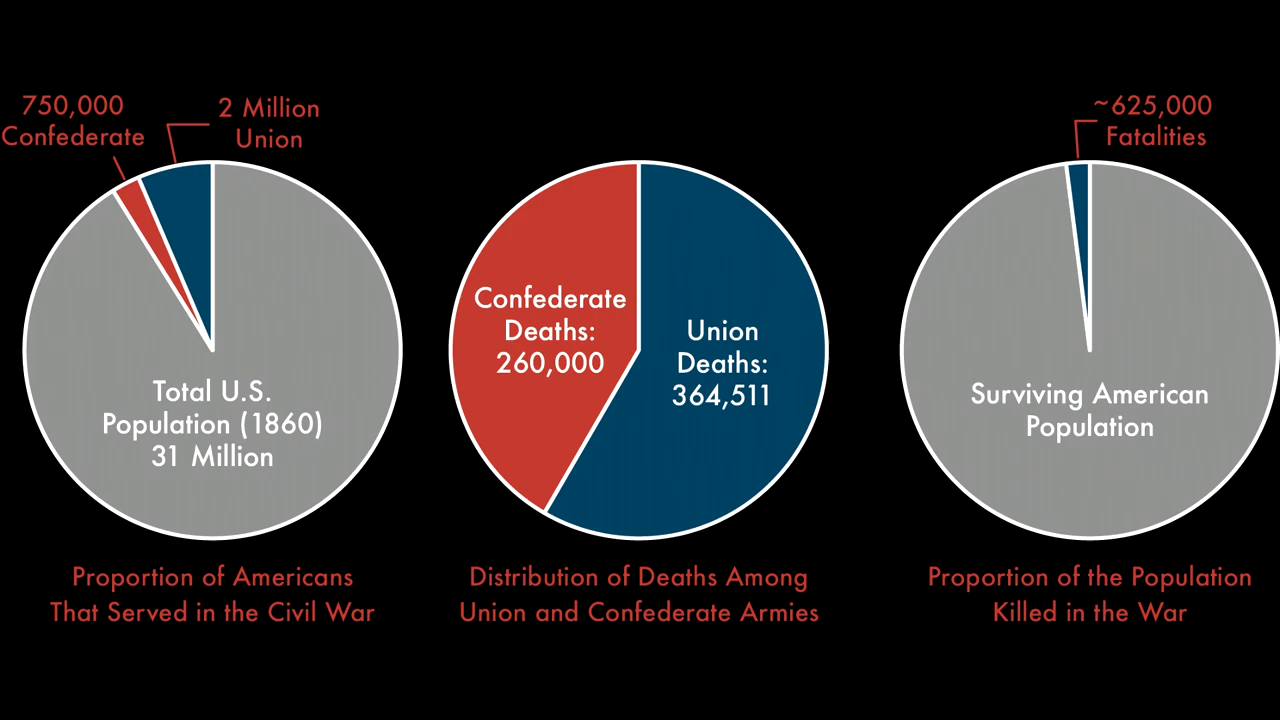 750,000
Confederate
2 Million
Union
Total U.S.
Population (1860)
31 Million
Proportion of Americans
That Served in the Civil War
Confederate
Deaths:
260,000
Union
Deaths:
364,511
Distribution of Deaths Among
Union and Confederate Armies
~625,000
Fatalities
Surviving American
Population
Proportion of the Population
Killed in the War